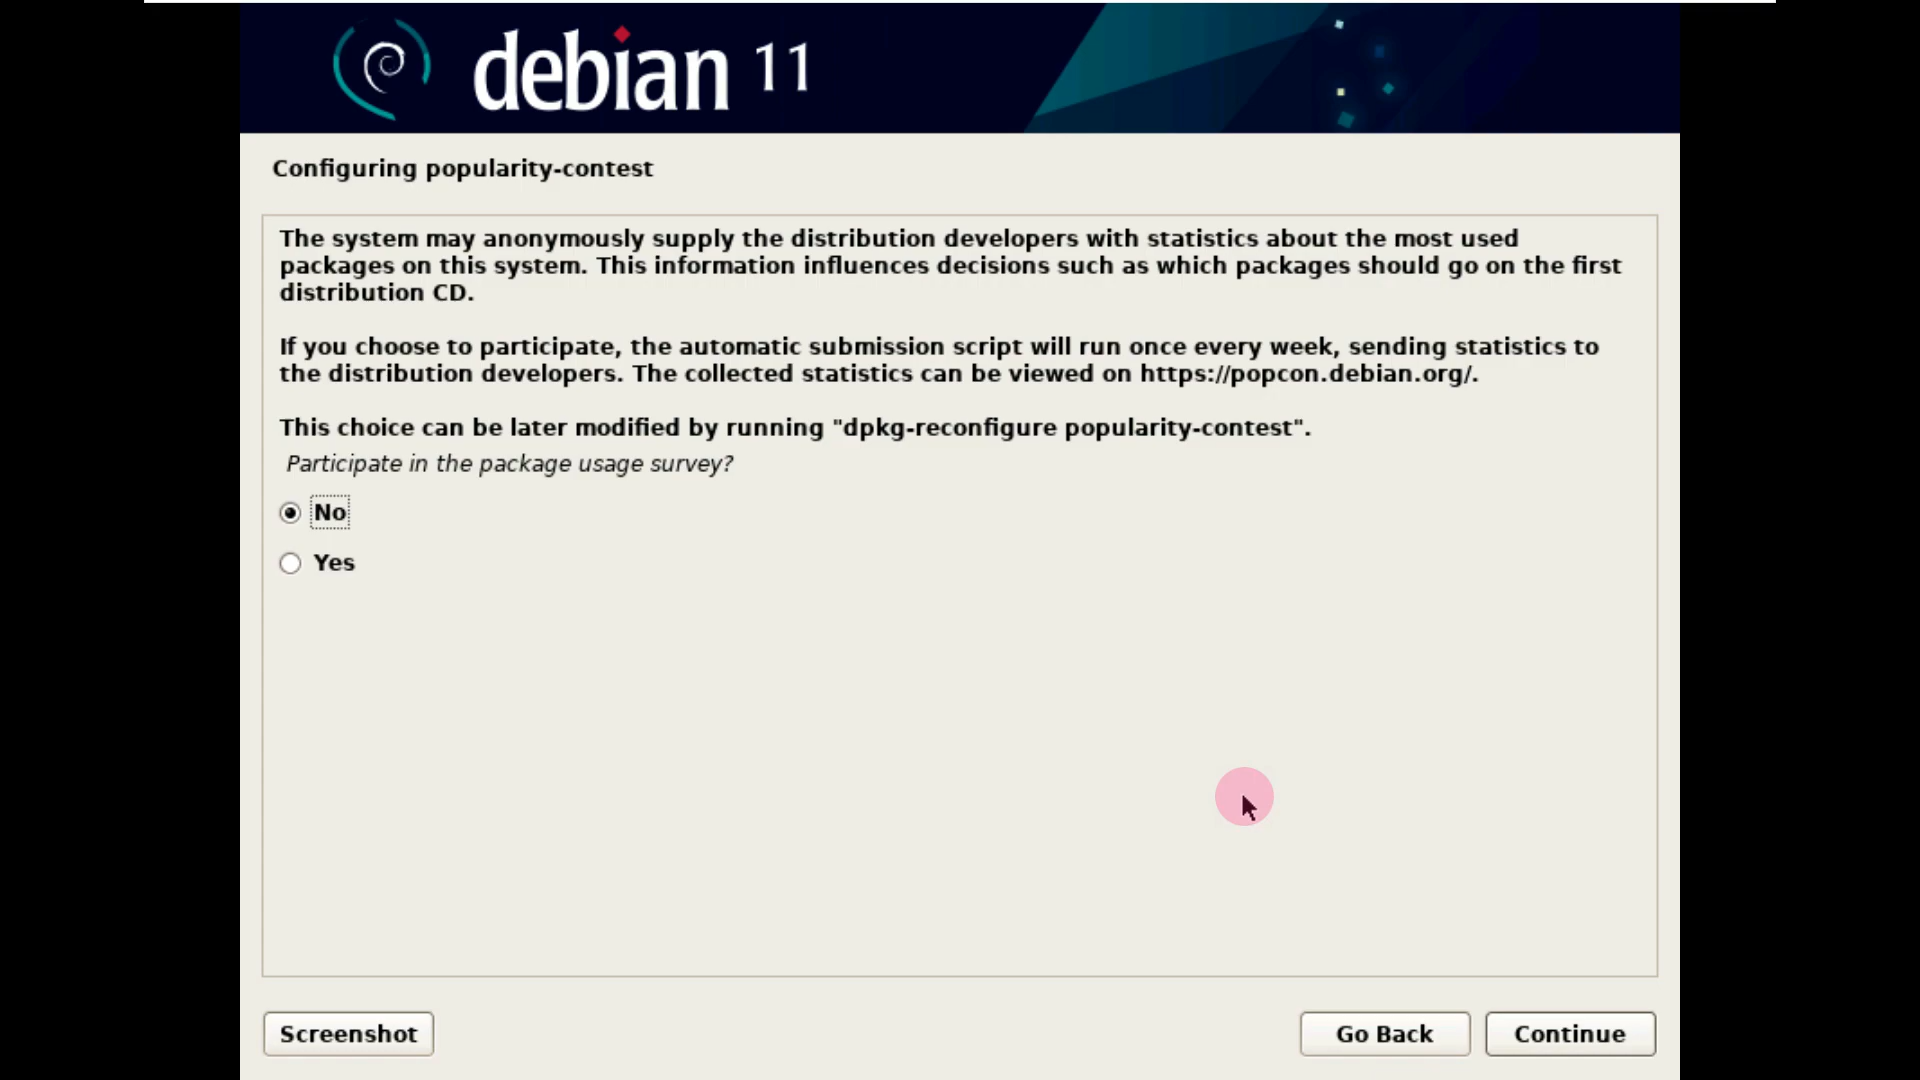 debian 11
Configuring popularity-contest
The system may anonymously supply the distribution developers with statistics about the most used
packages on this system. This information influences decisions such as which packages should go on the first
distribution CD.
If you choose to participate, the automatic submission script will run once every week, sending statistics to
the distribution developers. The collected statistics can be viewed on https://popcon.debian.org/.
This choice can be later modified by running "dpkg-reconfigure popularity-contest".
Participate in the package usage survey?
No
Yes
Screenshot
Go Back
Continue